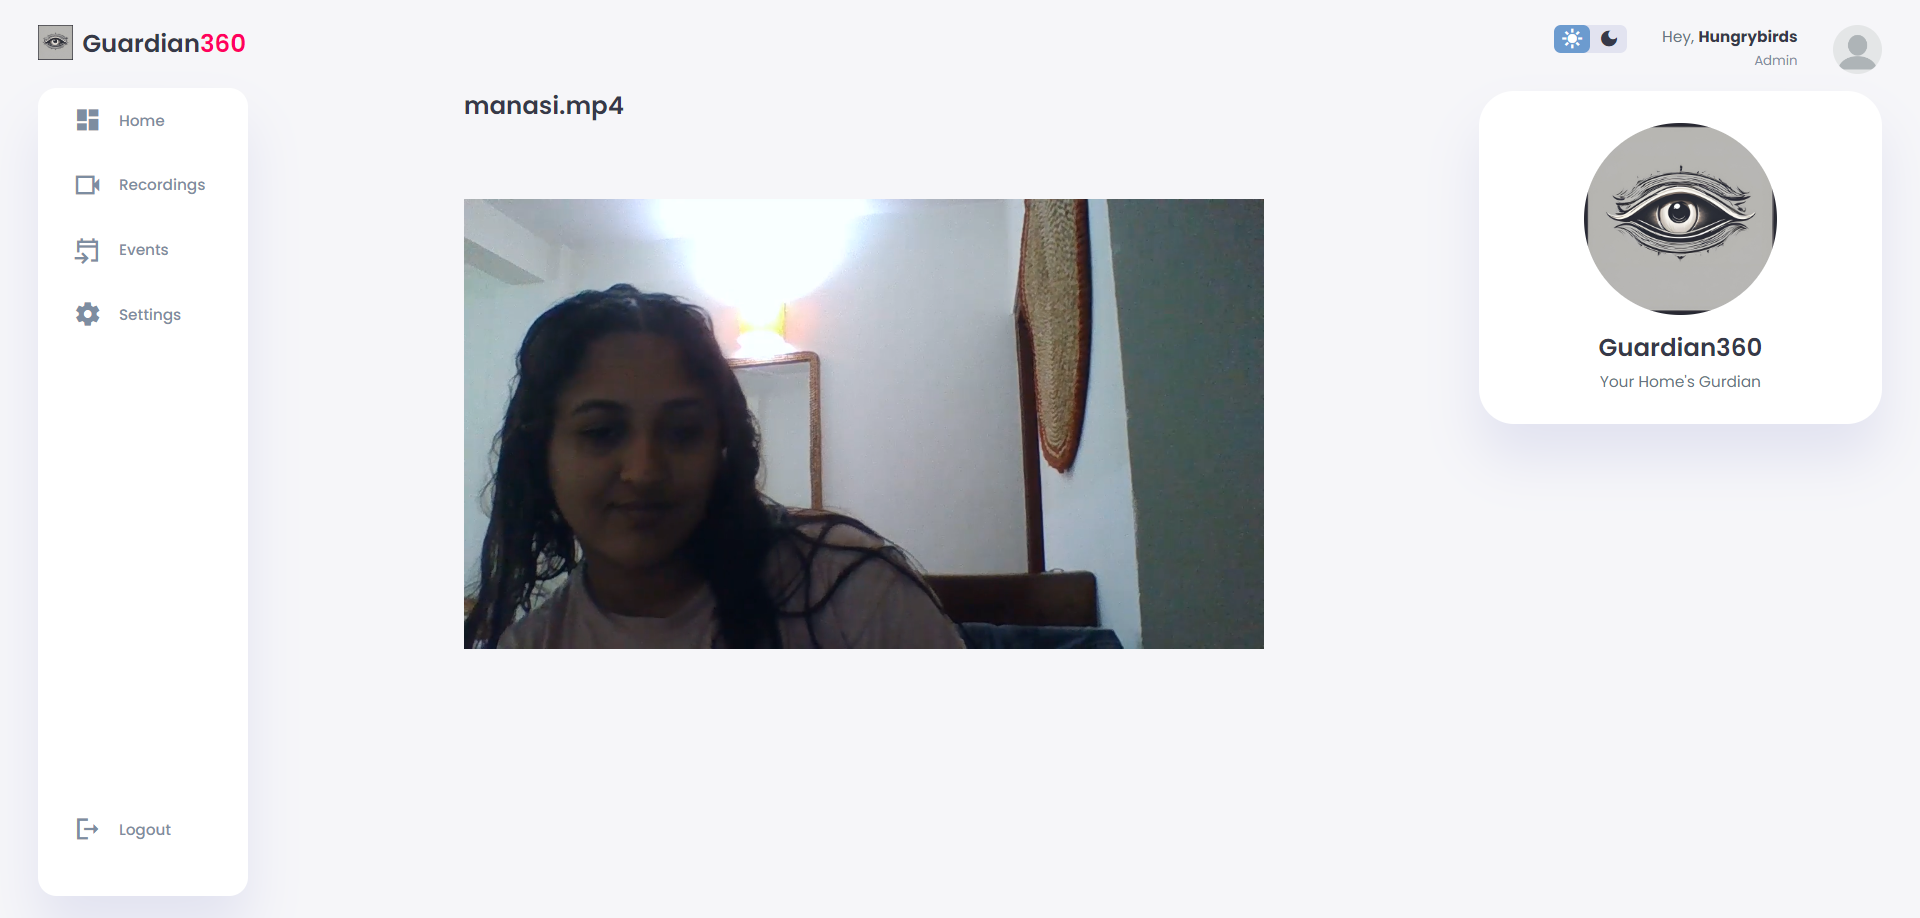 Guardian360
Hey, Hungrybirds
Admin
Home
Recordings
Events
Settings
Logout
manasi.mp4
Guardian360
Your Home's Gurdian